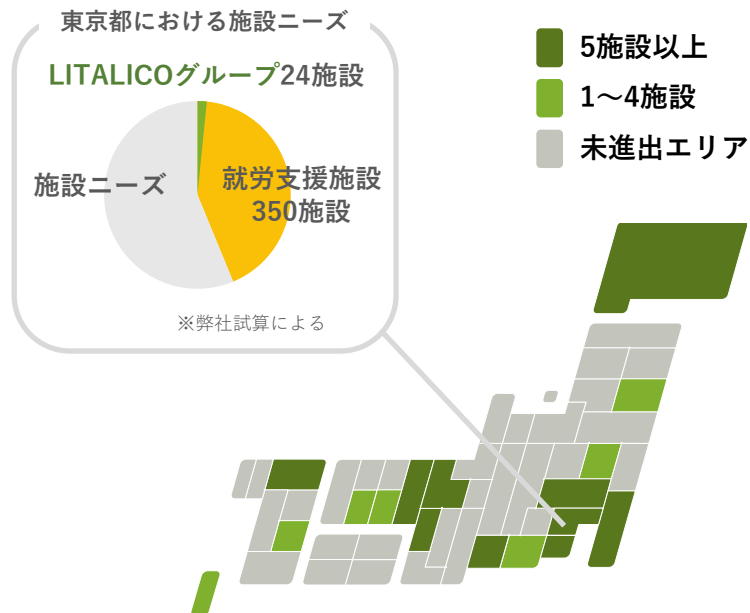 東京都における施設ニーズ
LITALICOグループ24施設
施設ニーズ
就労支援施設
350施設
※弊社試算による
5施設以上
1～4施設
未進出エリア